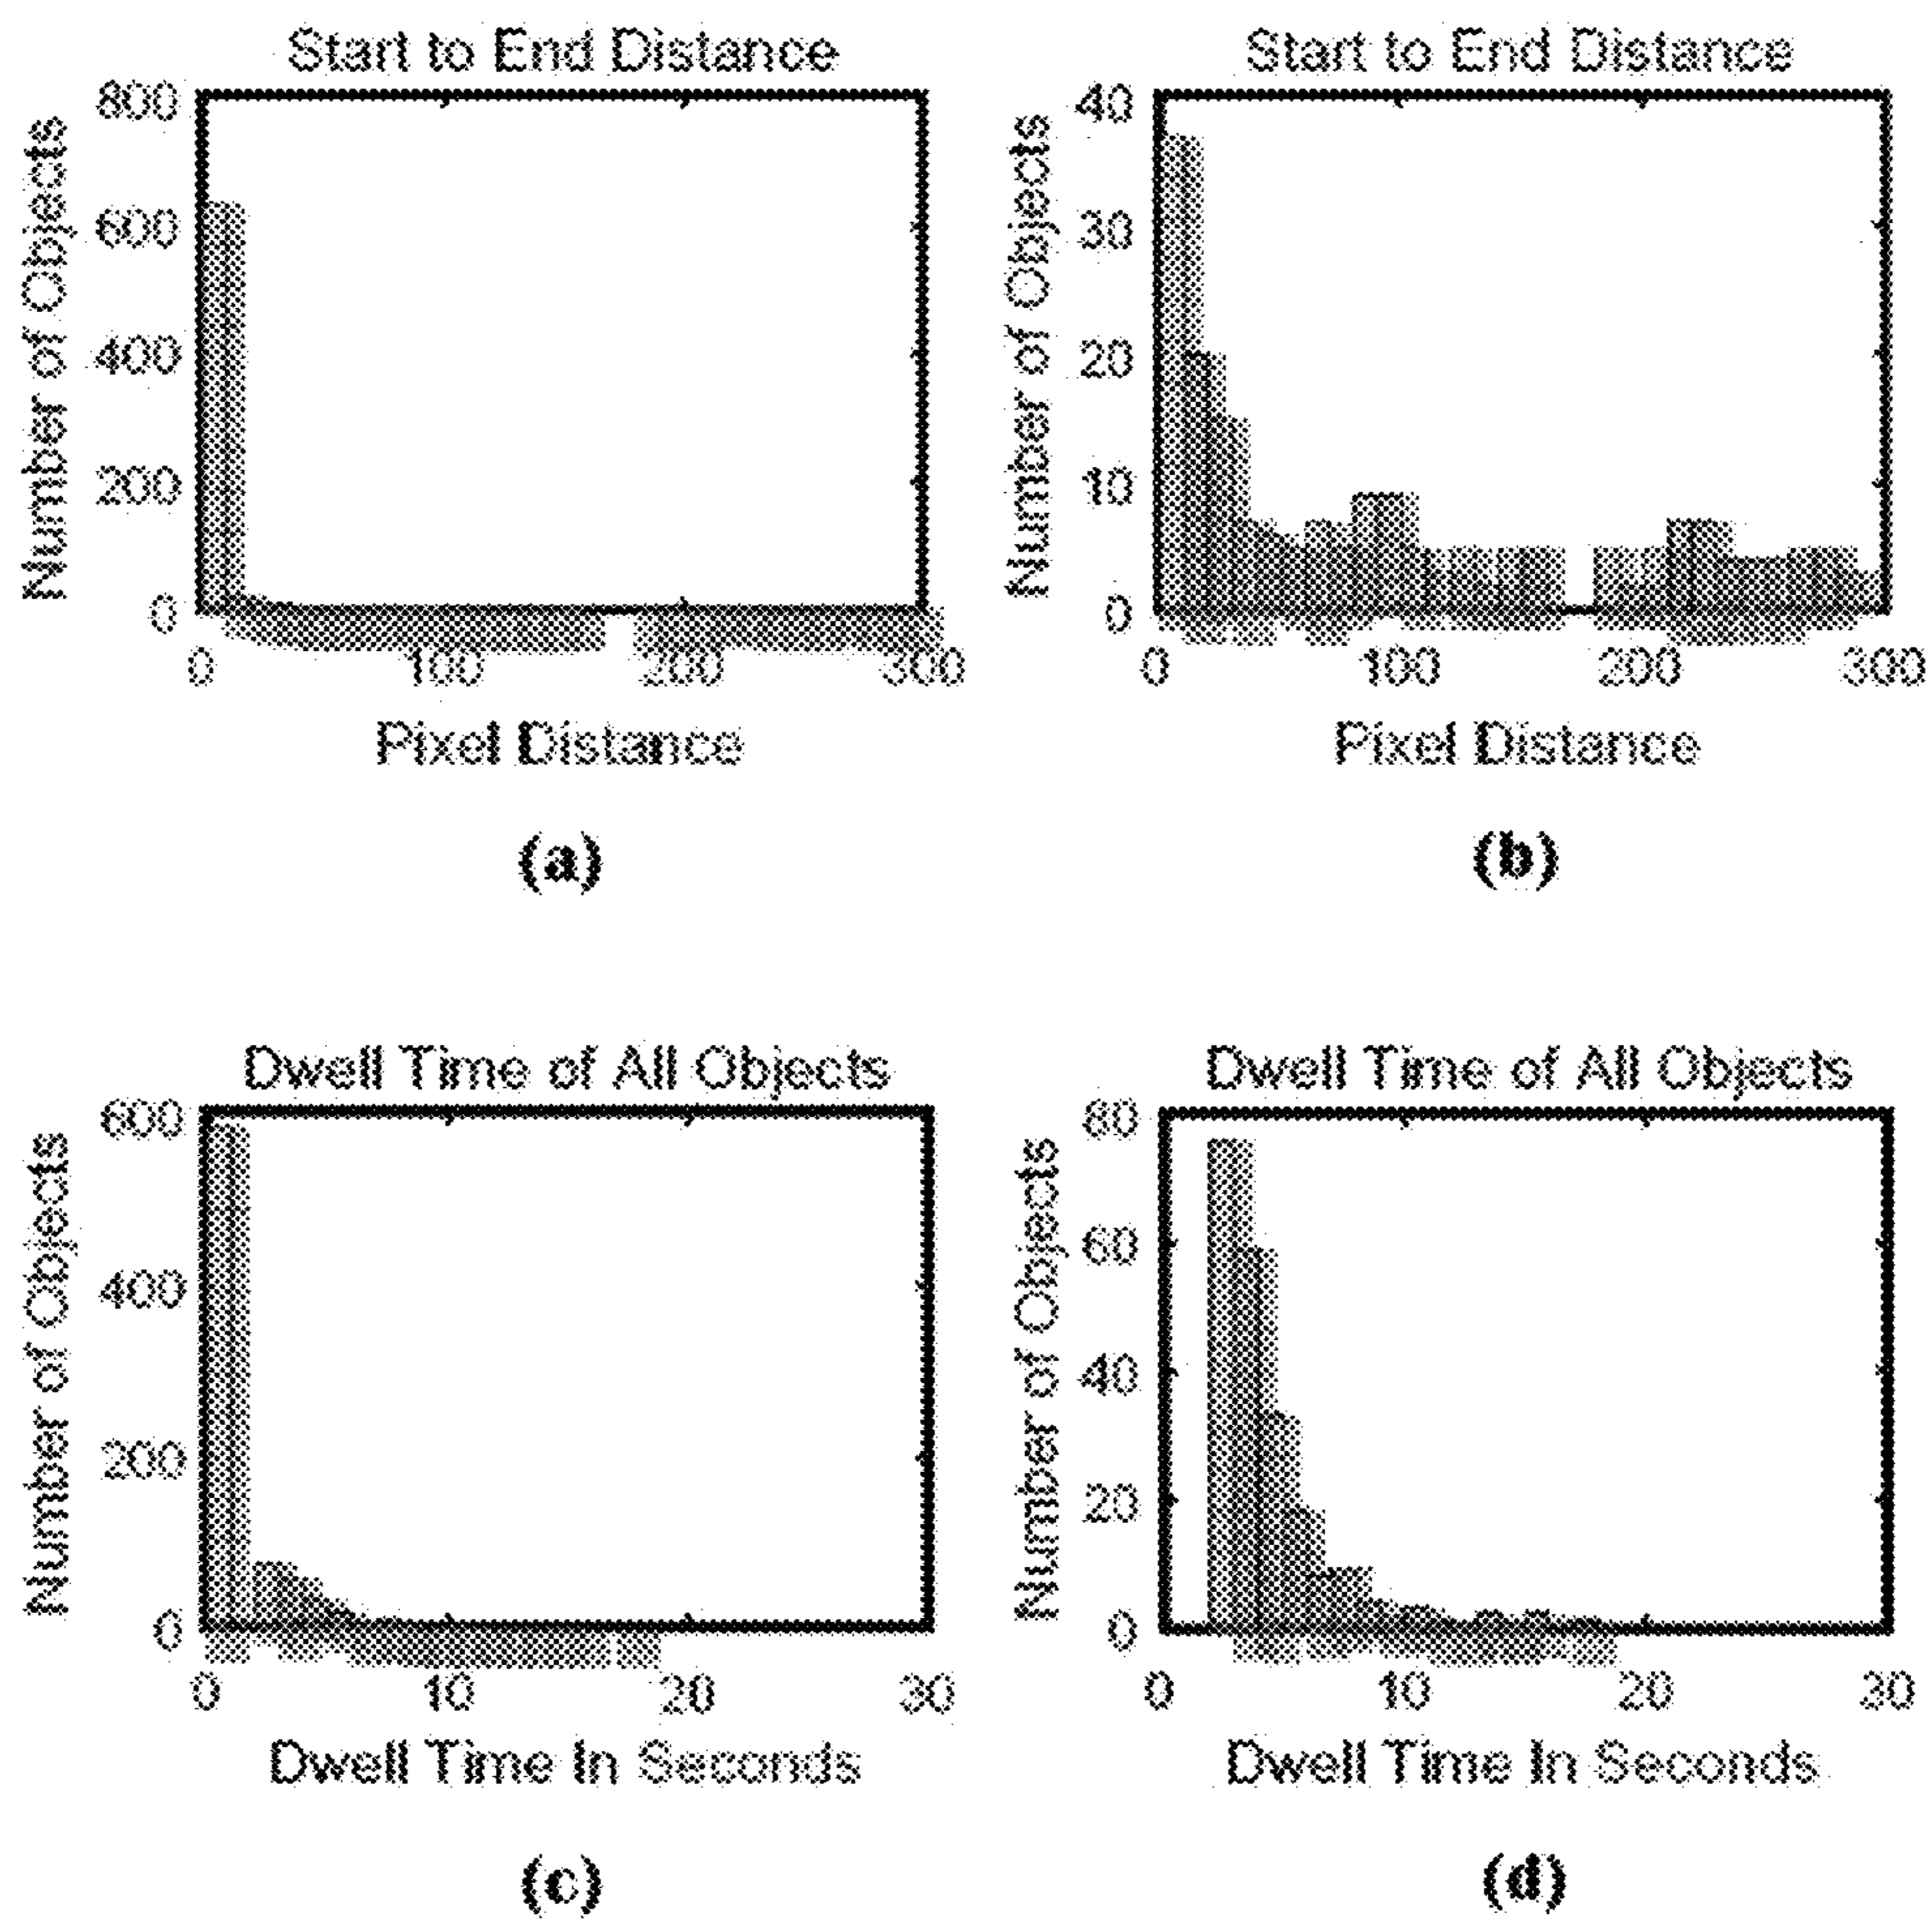 Start to End Distance
Number of Objects
800
600
400
200
0
0 100 200 300
Pixel Distance
(a)
Start to End Distance
Number of Objects
40
30
20
10
0
0 100 200 300
Pixel Distance
(b)
Dwell Time of All Objects
Number of Objects
600
400
200
0
0 10 20 30
Dwell Time In Seconds
(c)
Dwell Time of All Objects
Number of Objects
80
60
40
20
0
0 10 20 30
Dwell Time In Seconds
(d)